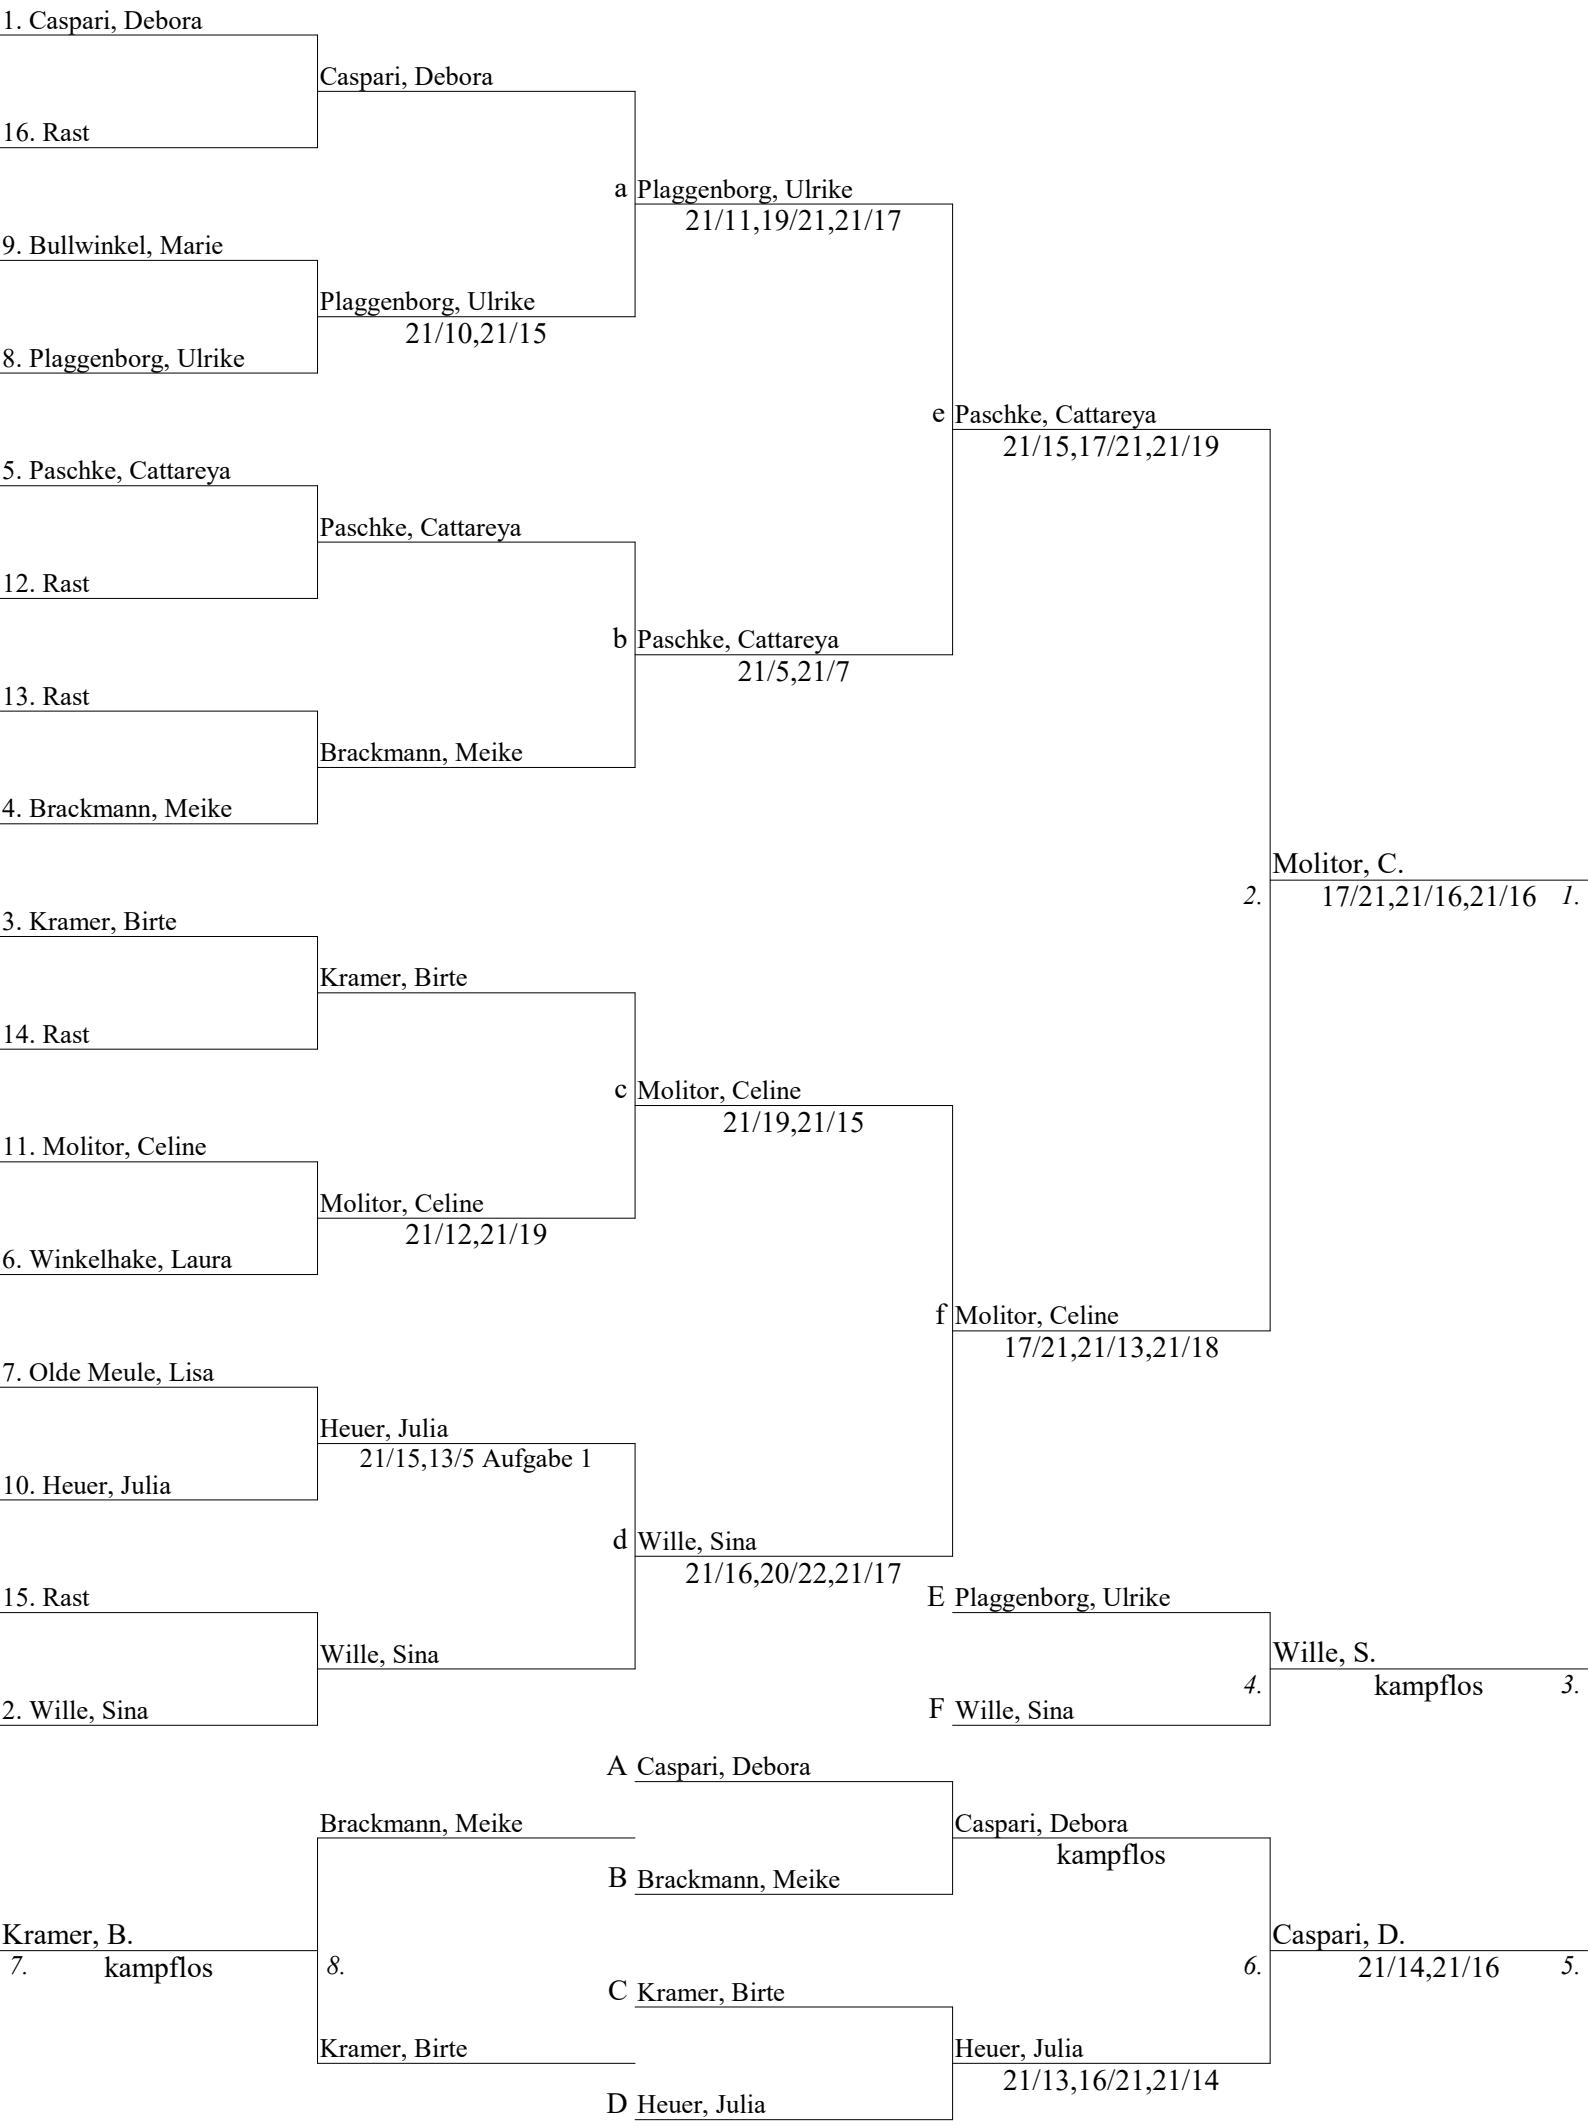 1. Caspari, Debora
Caspari, Debora
16. Rast
a Plaggenborg, Ulrike
21/11,19/21,21/17
9. Bullwinkel, Marie
Plaggenborg, Ulrike
21/10,21/15
8. Plaggenborg, Ulrike
e Paschke, Cattareya
21/15,17/21,21/19
5. Paschke, Cattareya
Paschke, Cattareya
12. Rast
b Paschke, Cattareya
21/5,21/7
13. Rast
Brackmann, Meike
4. Brackmann, Meike
Molitor, C.
2. 17/21,21/16,21/16 1.
3. Kramer, Birte
Kramer, Birte
14. Rast
c Molitor, Celine
21/19,21/15
11. Molitor, Celine
Molitor, Celine
21/12,21/19
6. Winkelhake, Laura
f Molitor, Celine
17/21,21/13,21/18
7. Olde Meule, Lisa
Heuer, Julia
21/15,13/5 Aufgabe 1
10. Heuer, Julia
d Wille, Sina
21/16,20/22,21/17
15. Rast
E Plaggenborg, Ulrike
Wille, Sina
Wille, S.
4. kampflos 3.
2. Wille, Sina
F Wille, Sina
A Caspari, Debora
Brackmann, Meike
Caspari, Debora
kampflos
B Brackmann, Meike
Kramer, B.
7. kampflos 8.
Caspari, D.
6. 21/14,21/16 5.
C Kramer, Birte
Kramer, Birte
Heuer, Julia
21/13,16/21,21/14
D Heuer, Julia